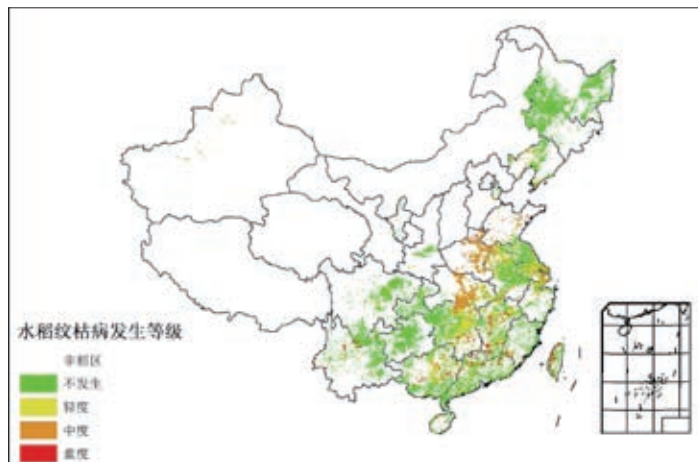 水稻纹枯病发生等级
非稻区
不发生
轻度
中度
重度